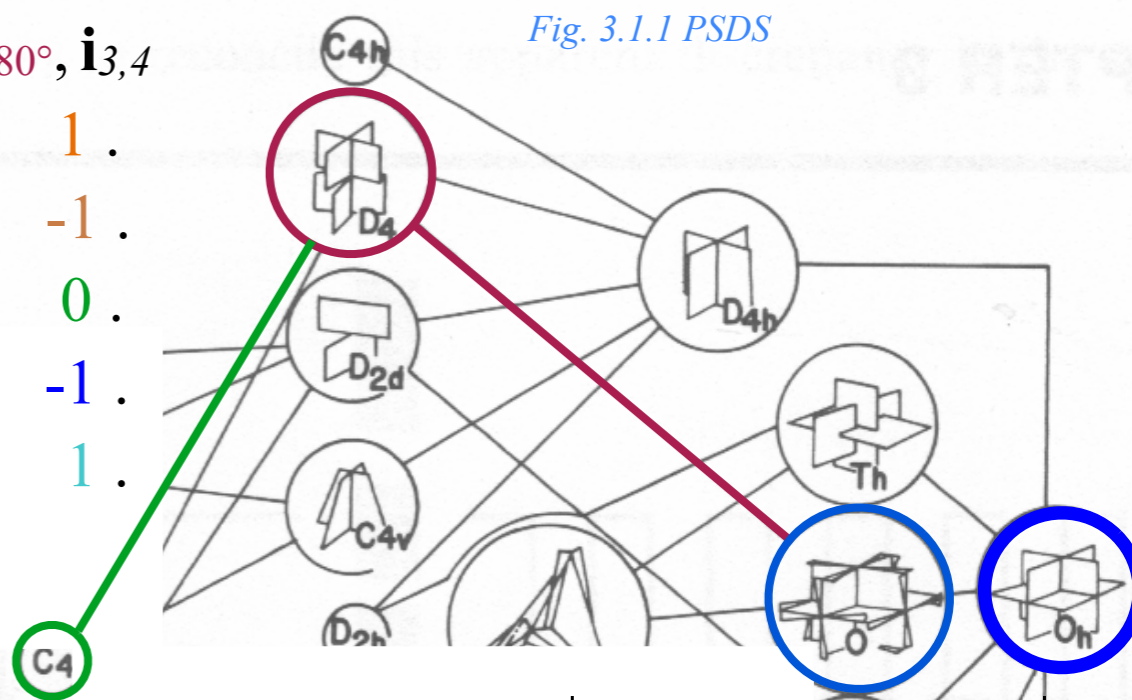 Fig. 3.1.1 PSDS
80°, i3,4
1 .
-1 .
0 .
-1 .
1 .
C4h
D4
D4h
D2d
Th
C4v
D2h
O
Oh
C4